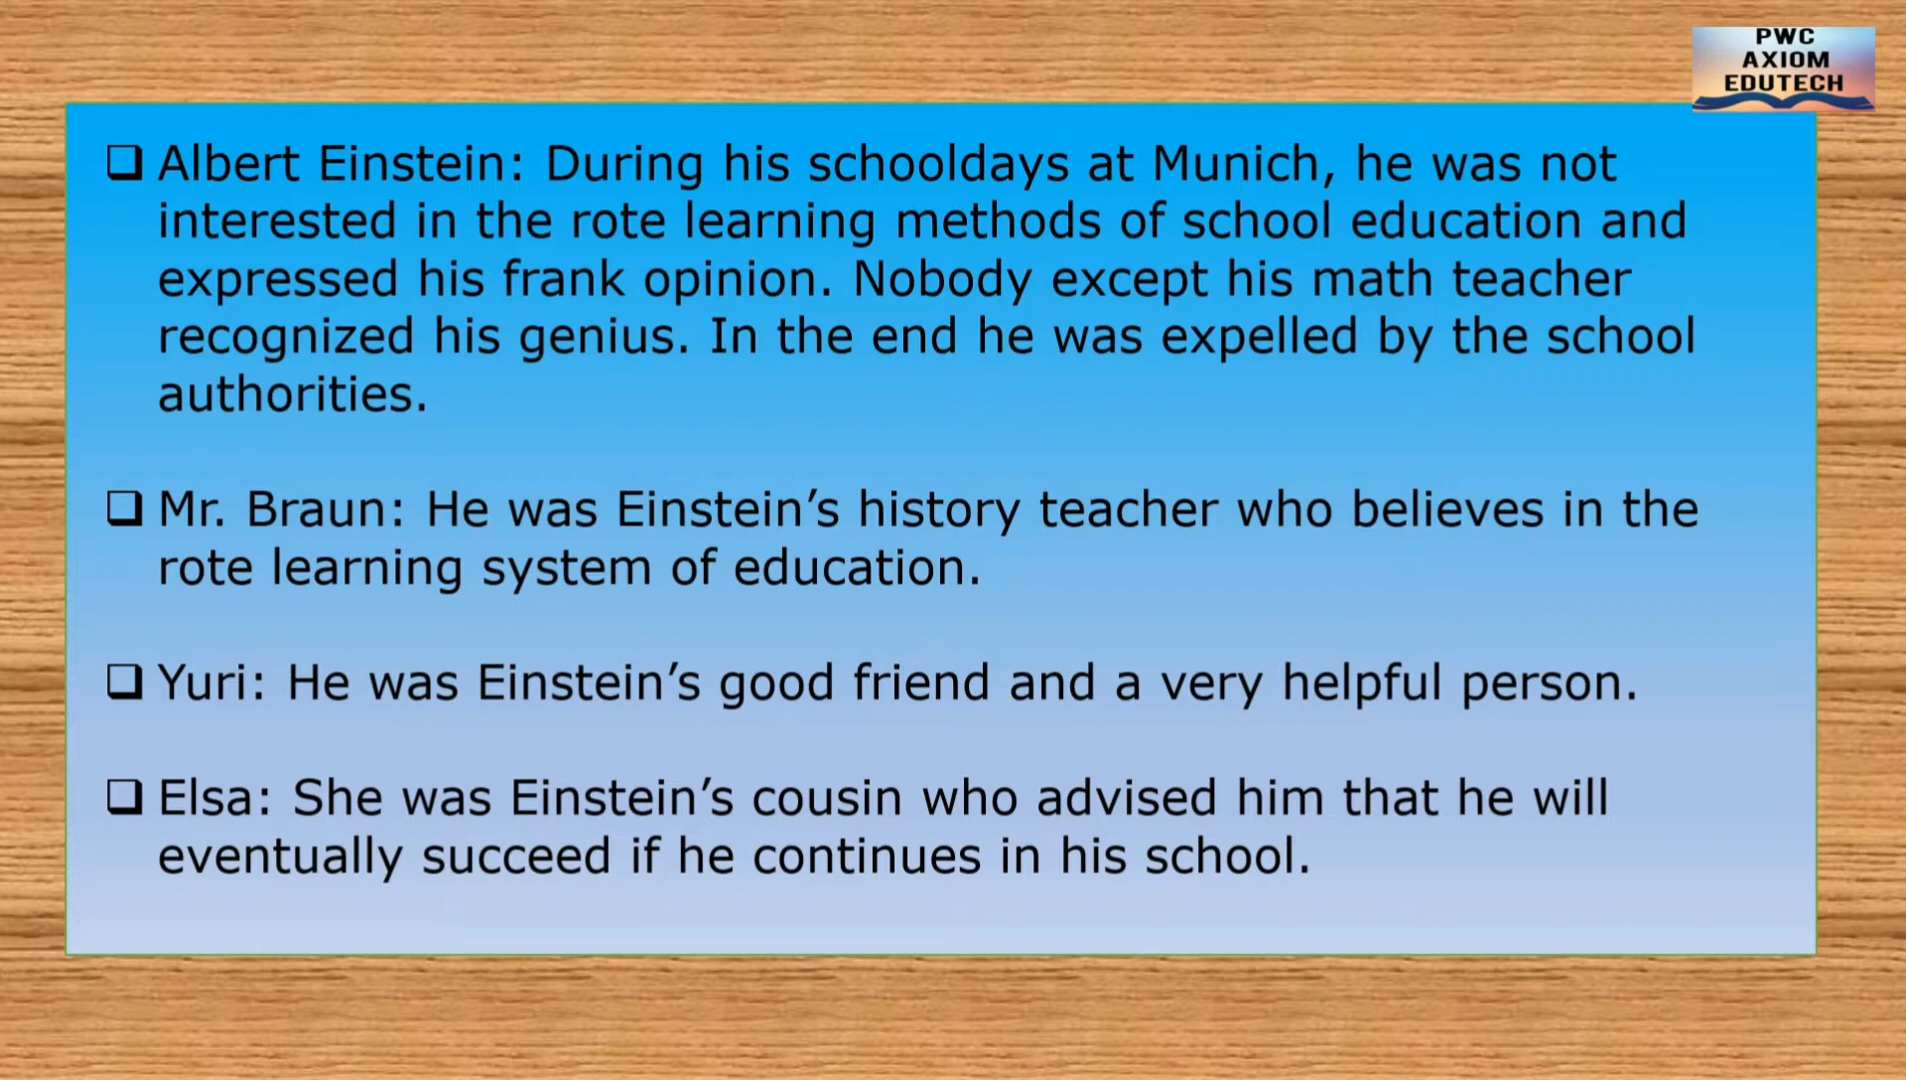 PWC
AXIOM
EDUTECH
❑ Albert Einstein: During his schooldays at Munich, he was not
interested in the rote learning methods of school education and
expressed his frank opinion. Nobody except his math teacher
recognized his genius. In the end he was expelled by the school
authorities.
❑ Mr. Braun: He was Einstein’s history teacher who believes in the
rote learning system of education.
❑ Yuri: He was Einstein’s good friend and a very helpful person.
❑ Elsa: She was Einstein’s cousin who advised him that he will
eventually succeed if he continues in his school.